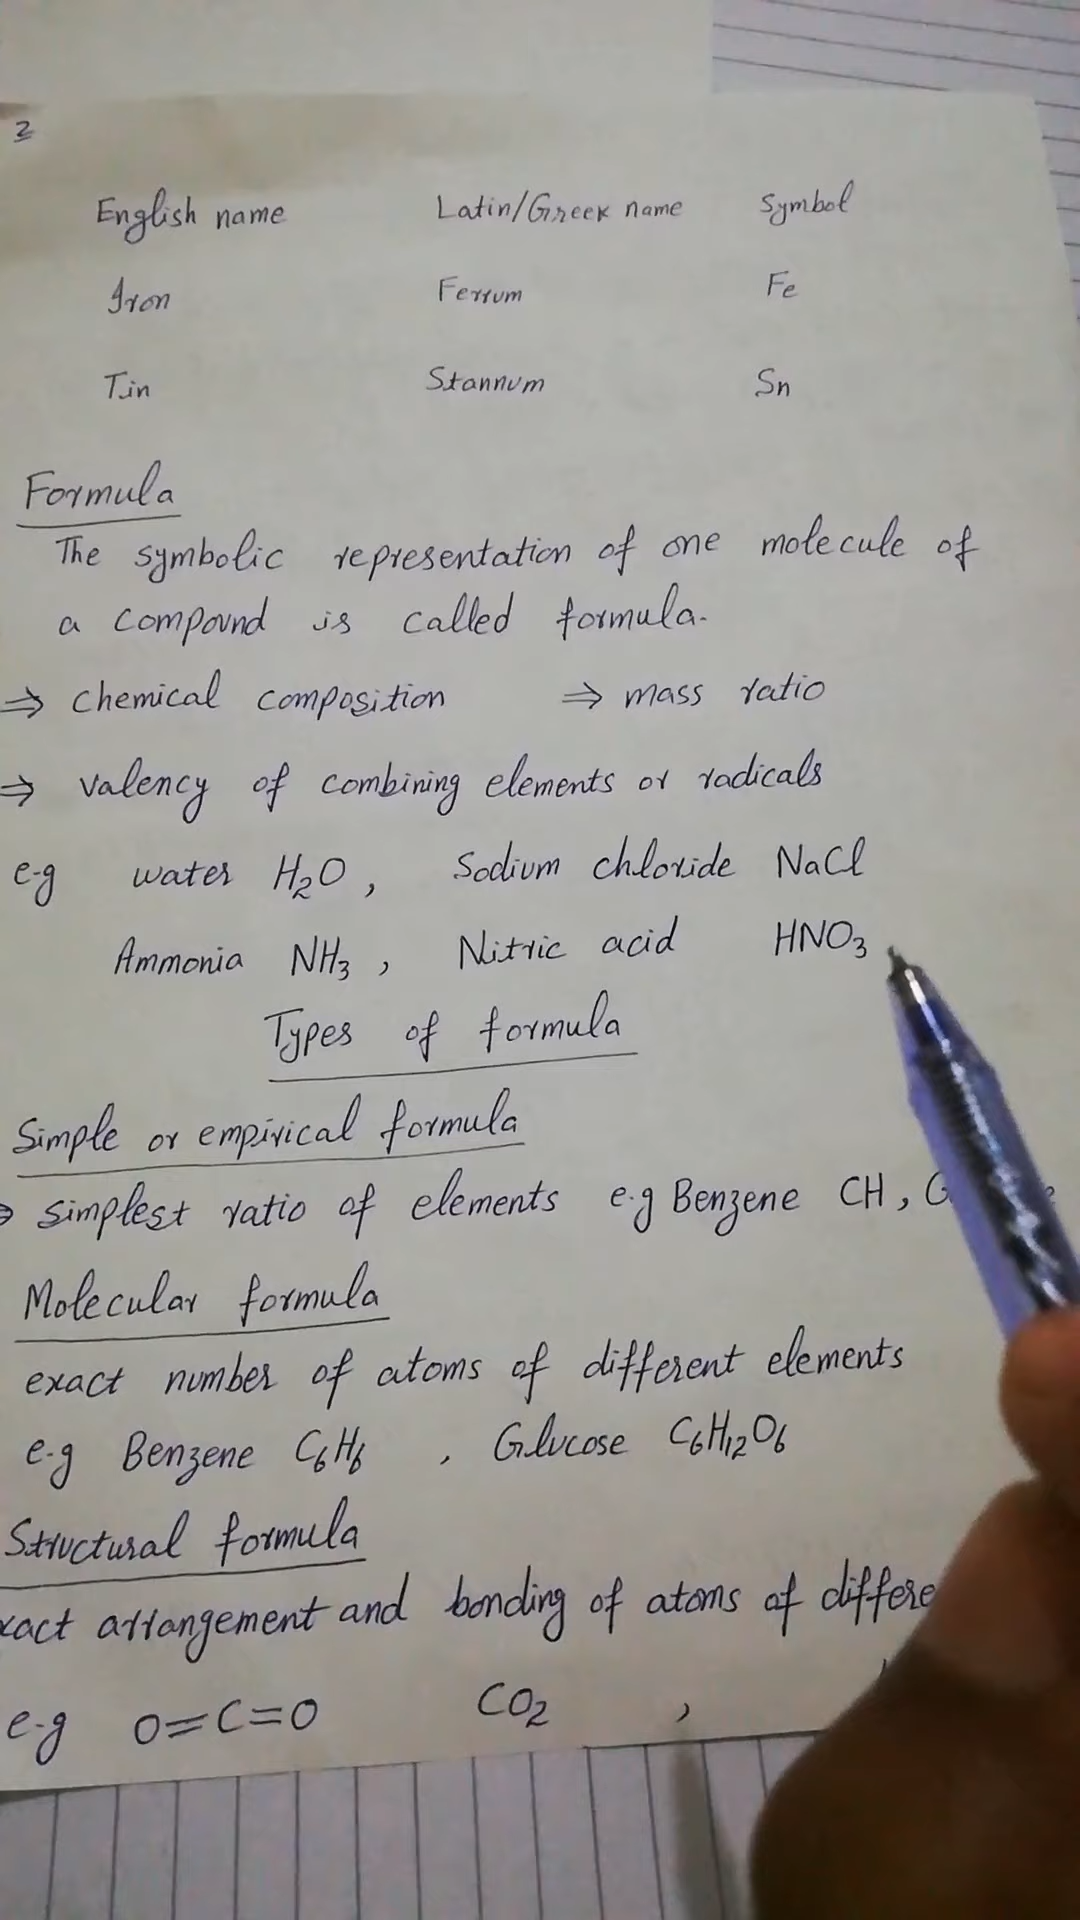 2
English name Latin/Greek name Symbol
Iron Ferrum Fe
Tin Stannum Sn
Formula
The symbolic representation of one molecule of
a compound is called formula.
⇒ chemical composition ⇒ mass ratio
⇒ valency of combining elements or radicals
e-g water H₂O, Sodium chloride NaCl
Ammonia NH₃, Nitric acid HNO₃
Types of formula
Simple or empirical formula
⇒ simplest ratio of elements e.g Benzene CH,
Molecular formula
exact number of atoms of different elements
e.g Benzene C₆H₆, Glucose C₆H₁₂O₆
Structural formula
xact arrangement and bonding of atoms of differe
e-g O=C=O CO₂ ,